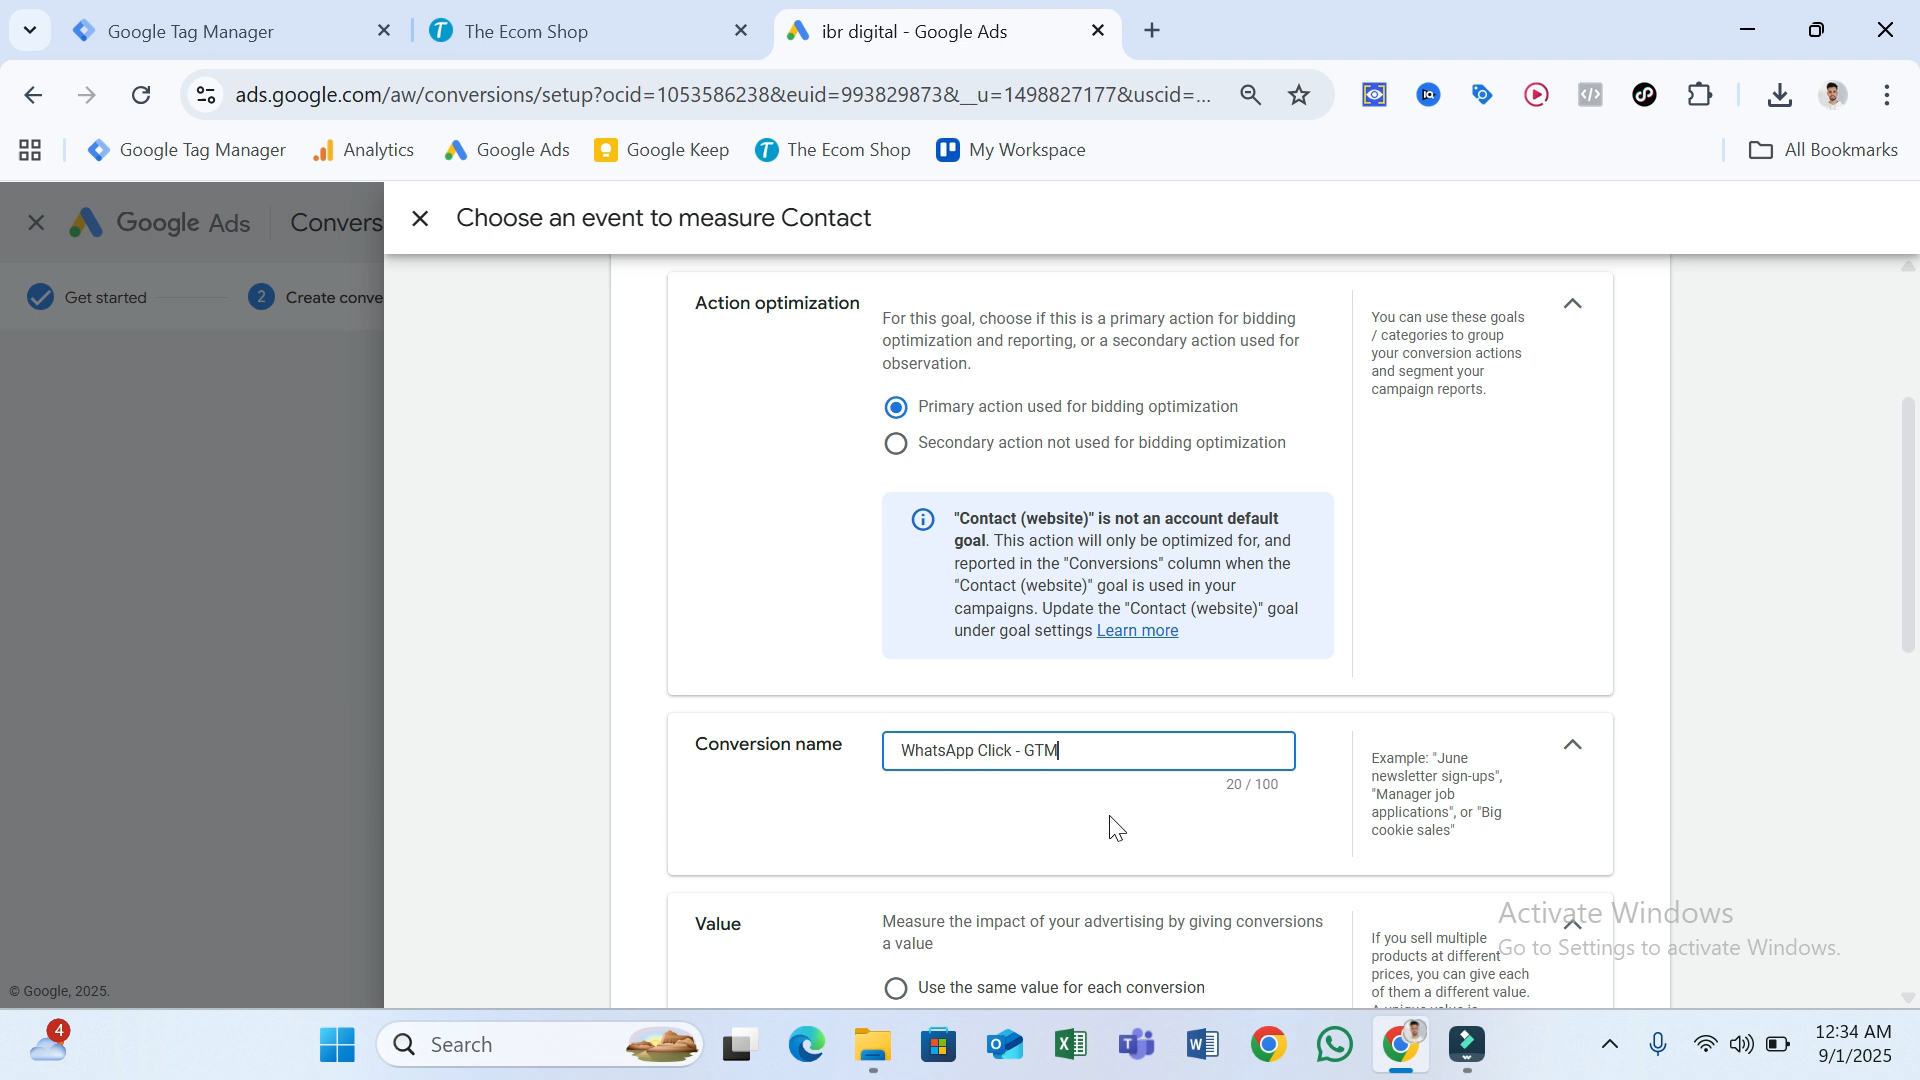 Google Tag Manager
The Ecom Shop
ibr digital - Google Ads
ads.google.com/aw/conversions/setup?ocid=1053586238&euid=993829873&__u=1498827177&uscid=...
Google Tag Manager
Analytics
Google Ads
Google Keep
The Ecom Shop
My Workspace
All Bookmarks
Google Ads
Convers
Choose an event to measure Contact
Get started
2
Create conve
Action optimization
For this goal, choose if this is a primary action for bidding
optimization and reporting, or a secondary action used for
observation.
Primary action used for bidding optimization
Secondary action not used for bidding optimization
"Contact (website)" is not an account default
goal. This action will only be optimized for, and
reported in the "Conversions" column when the
"Contact (website)" goal is used in your
campaigns. Update the "Contact (website)" goal
under goal settings Learn more
You can use these goals
/ categories to group
your conversion actions
and segment your
campaign reports.
Conversion name
WhatsApp Click - GTM
20 / 100
Example: "June
newsletter sign-ups",
"Manager job
applications", or "Big
cookie sales"
Value
Measure the impact of your advertising by giving conversions
a value
Use the same value for each conversion
If you sell multiple
products at different
prices, you can give each
of them a different value.
Activate Windows
Go to Settings to activate Windows.
© Google, 2025.
4
Search
12:34 AM
9/1/2025